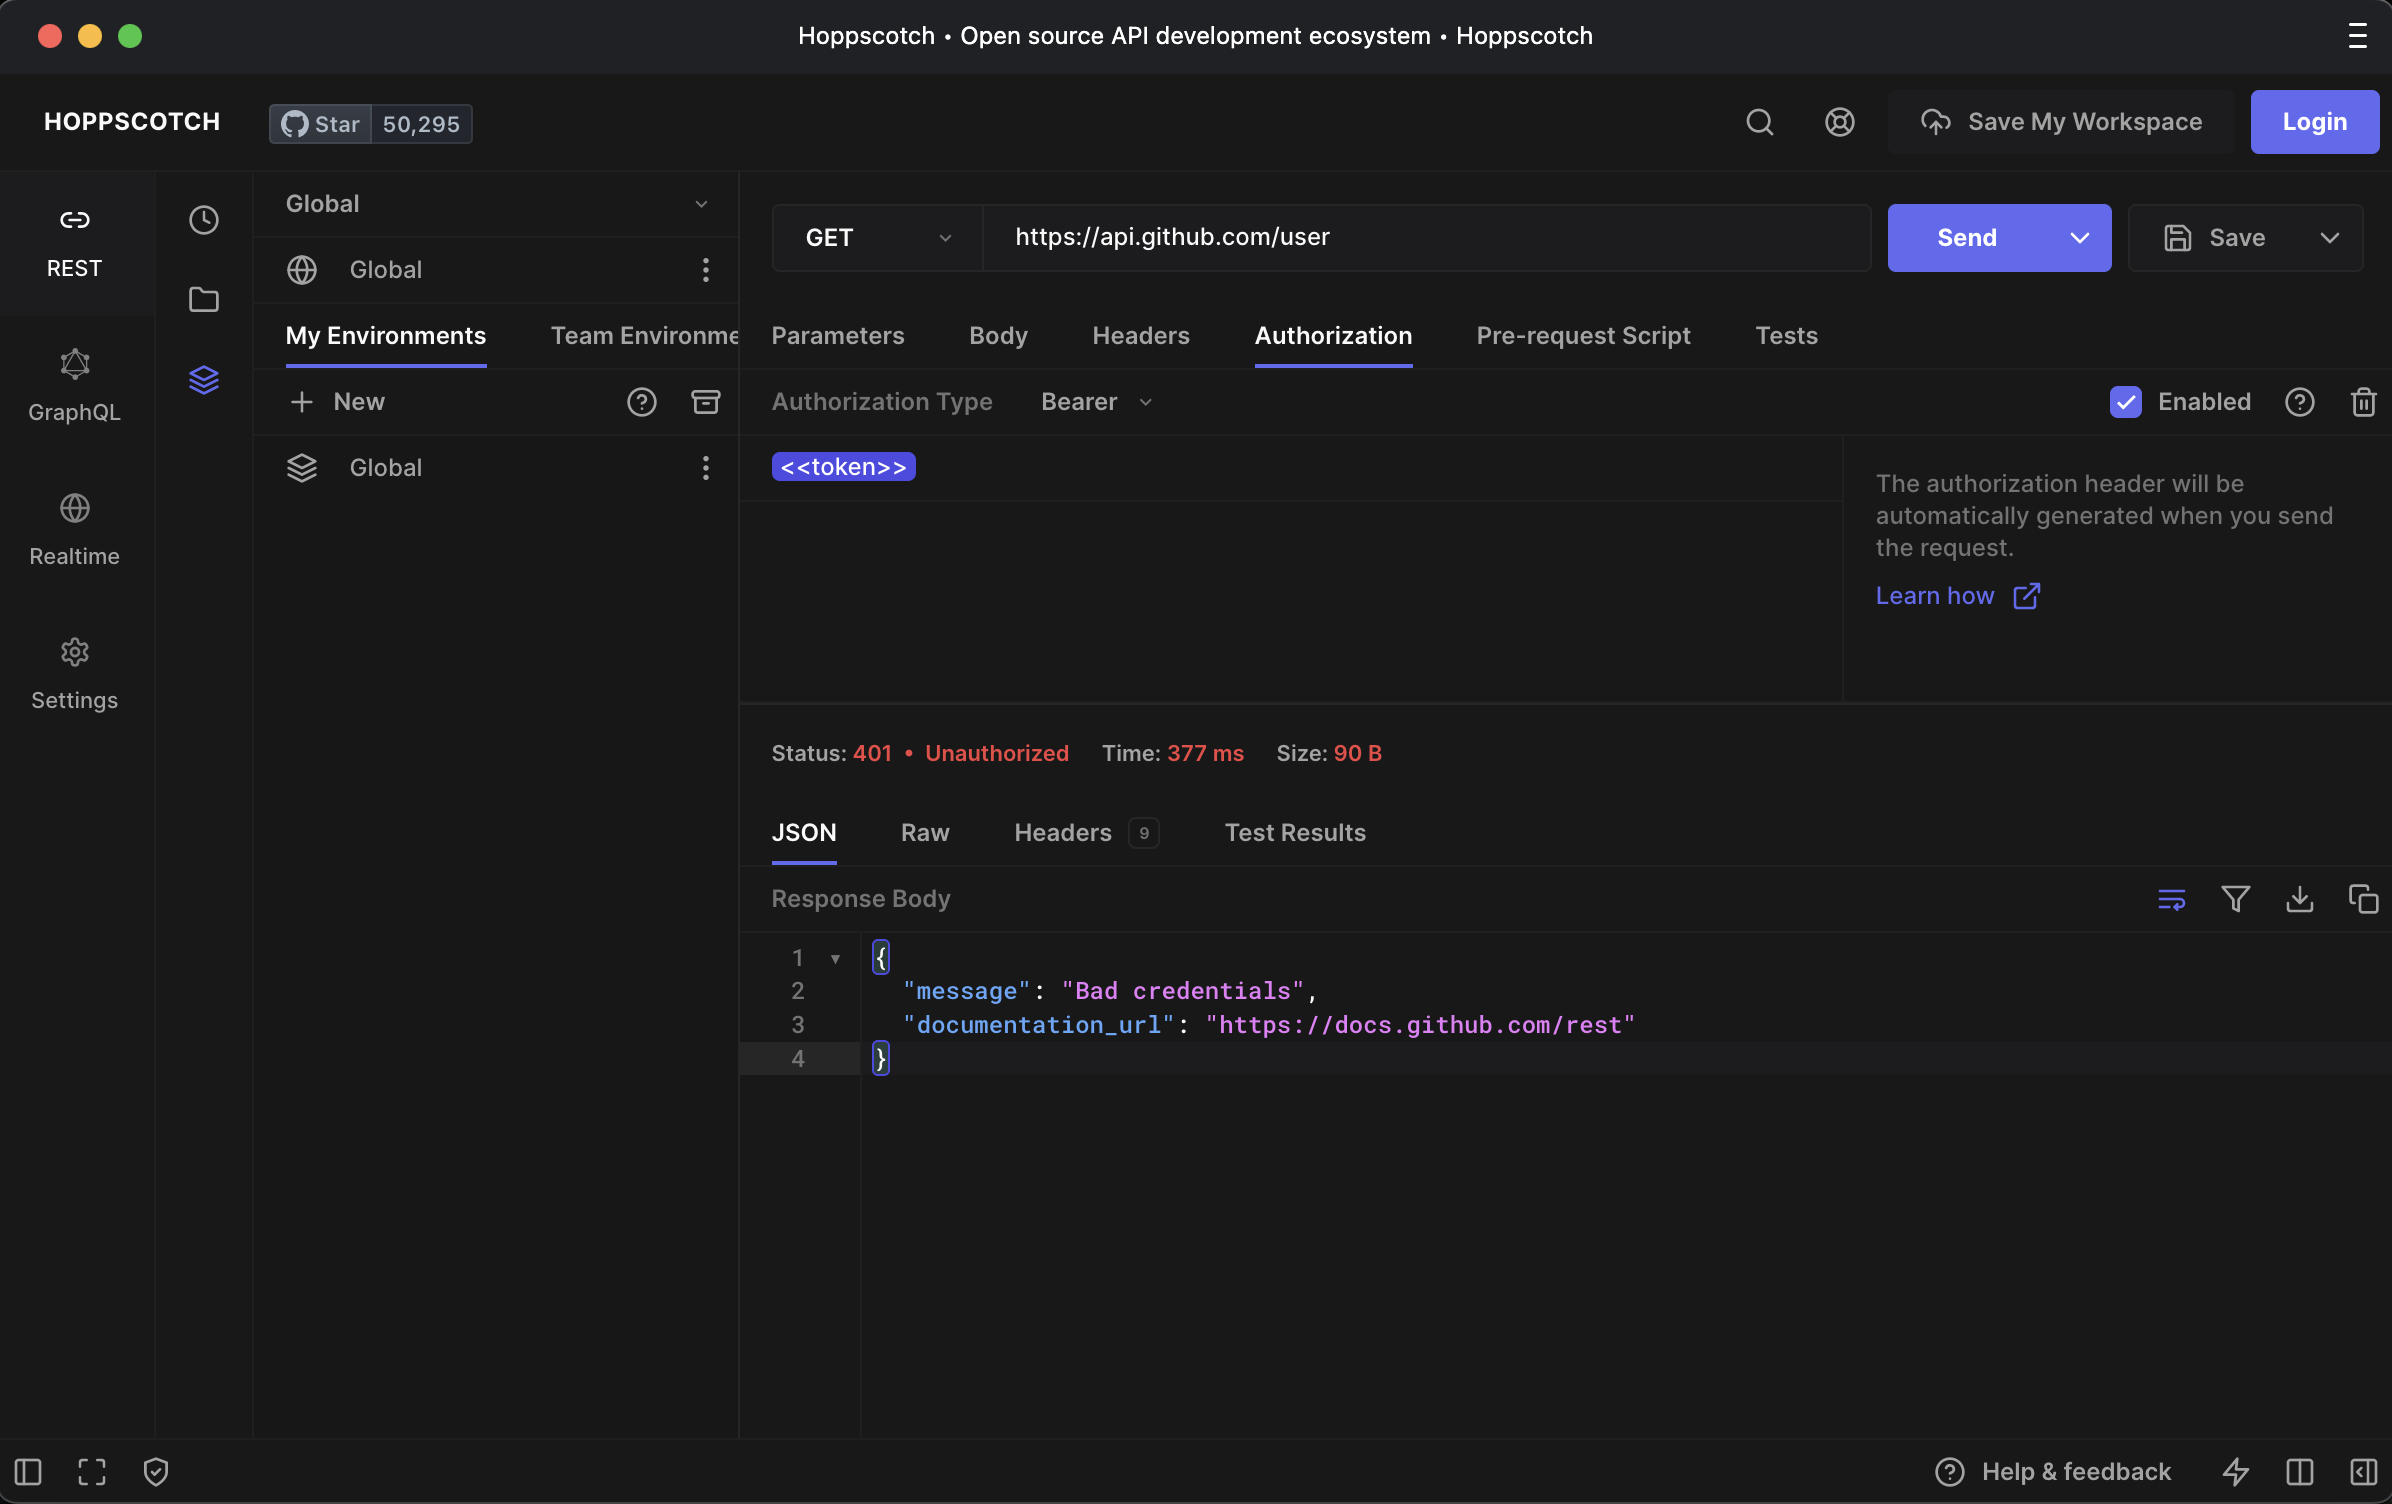 Hoppscotch • Open source API development ecosystem • Hoppscotch
HOPPSCOTCH
Star 50,295
Save My Workspace
Login
REST
GraphQL
Realtime
Settings
Global
Global
My Environments Team Environme
New
Global
GET https://api.github.com/user
Send
Save
Parameters Body Headers Authorization Pre-request Script Tests
Authorization Type Bearer
Enabled
<<token>>
The authorization header will be
automatically generated when you send
the request.
Learn how
Status: 401 • Unauthorized Time: 377 ms Size: 90 B
JSON Raw Headers 9 Test Results
Response Body
1 {
2 "message": "Bad credentials",
3 "documentation_url": "https://docs.github.com/rest"
4 }
Help & feedback